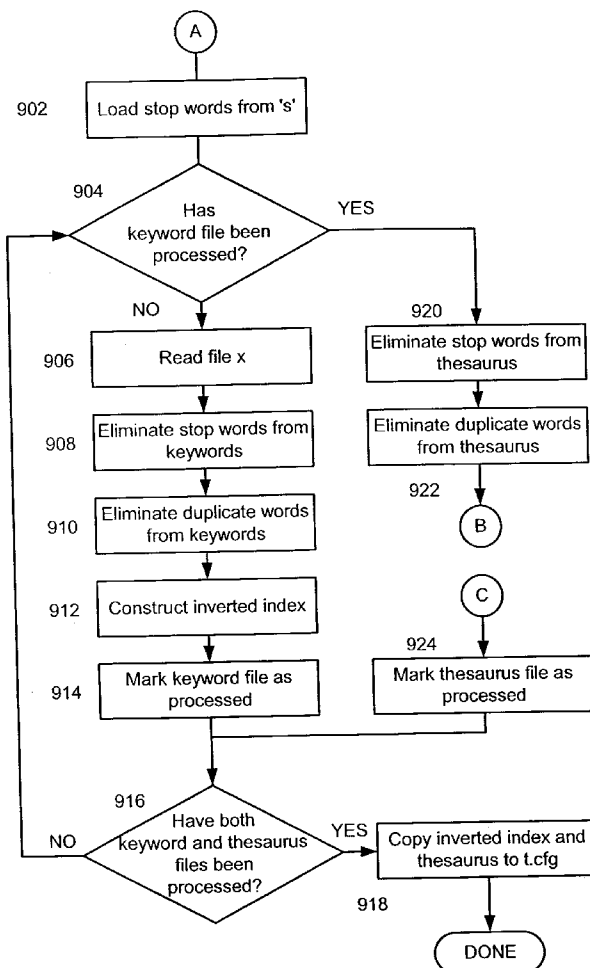 A
902
Load stop words from 's'
904
Has
keyword file been
processed?
YES
NO
906
Read file x
908
Eliminate stop words from
keywords
910
Eliminate duplicate words
from keywords
912
Construct inverted index
914
Mark keyword file as
processed
920
Eliminate stop words from
thesaurus
Eliminate duplicate words
from thesaurus
922
B
C
924
Mark thesaurus file as
processed
916
Have both
keyword and thesaurus
files been
processed?
NO
YES
Copy inverted index and
thesaurus to t.cfg
918
DONE